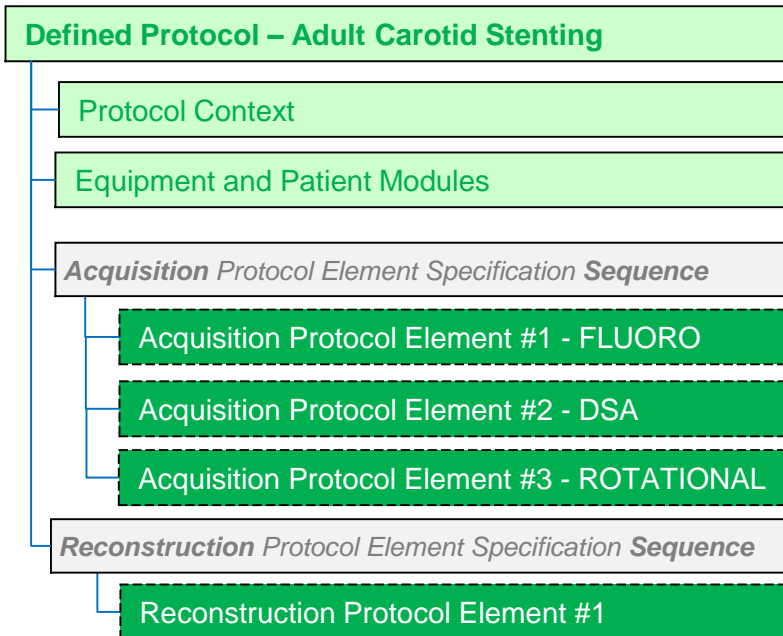 Defined Protocol – Adult Carotid Stenting
Protocol Context
Equipment and Patient Modules
Acquisition Protocol Element Specification Sequence
Acquisition Protocol Element #1 - FLUORO
Acquisition Protocol Element #2 - DSA
Acquisition Protocol Element #3 - ROTATIONAL
Reconstruction Protocol Element Specification Sequence
Reconstruction Protocol Element #1